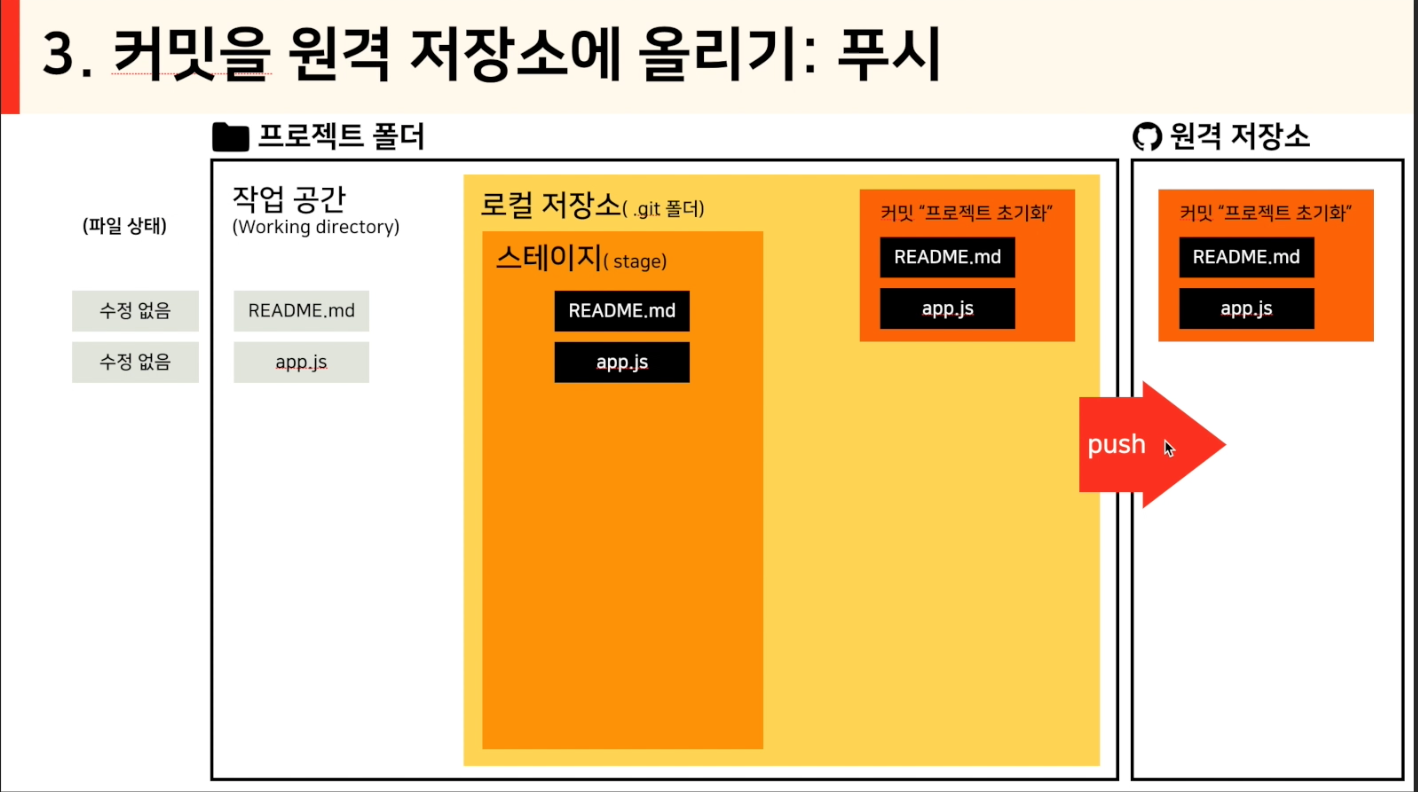 3. 커밋을 원격 저장소에 올리기: 푸시
프로젝트 폴더
원격 저장소
(파일 상태)
수정 없음
수정 없음
작업 공간
(Working directory)
README.md
app.js
로컬 저장소( .git 폴더)
스테이지( stage)
README.md
app.js
커밋 “프로젝트 초기화”
README.md
app.js
push
커밋 “프로젝트 초기화”
README.md
app.js